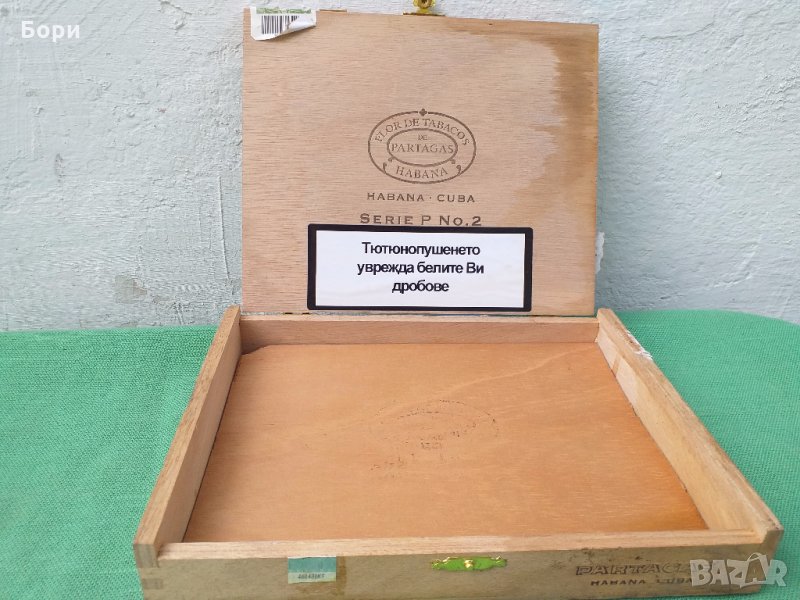 Бори
FLOR DE TABACOS
DE
PARTAGAS
HABANA
HABANA · CUBA
SERIE P No.2
Тютюнопушенето
уврежда белите Ви
дробове
HABANA CUBA
BAZAR